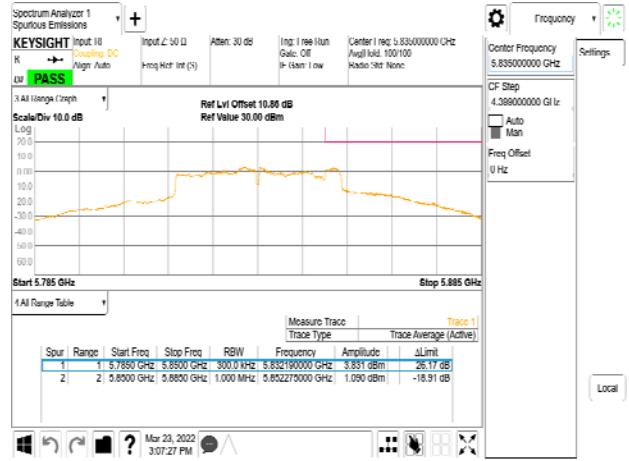 Spectrum Analyzer 1
Spurious Emissions
+
Frequency
KEYSIGHT Input: RF Input Z: 50 Ω Atten: 30 dB Trig: Free Run Center Freq: 5.835000000 GHz
Coupling: DC Gate: Off Avg|Hold: 100/100
Align: Auto Freq Ref: Int (S) IF Gain: Low Radio Std: None
PASS
Center Frequency
5.835000000 GHz
Settings
CF Step
4.399000000 GHz
Auto
Man
Freq Offset
0 Hz
3 All Range Graph
Ref Lvl Offset 10.86 dB
Scale/Div 10.0 dB Ref Value 30.00 dBm
Log
20.0
10.0
0.00
10.0
20.0
-30.0
-40.0
50.0
60.0
Start 5.785 GHz Stop 5.885 GHz
4 All Range Table
Measure Trace Trace 1
Trace Type Trace Average (Active)
Spur Range Start Freq Stop Freq RBW Frequency Amplitude ΔLimit
1 1 5.7850 GHz 5.8500 GHz 300.0 kHz 5.832190000 GHz 3.831 dBm 26.17 dB
2 2 5.8500 GHz 5.8850 GHz 1.000 MHz 5.852275000 GHz 1.090 dBm -18.91 dB
Local
?
Mar 23, 2022
3:07:27 PM